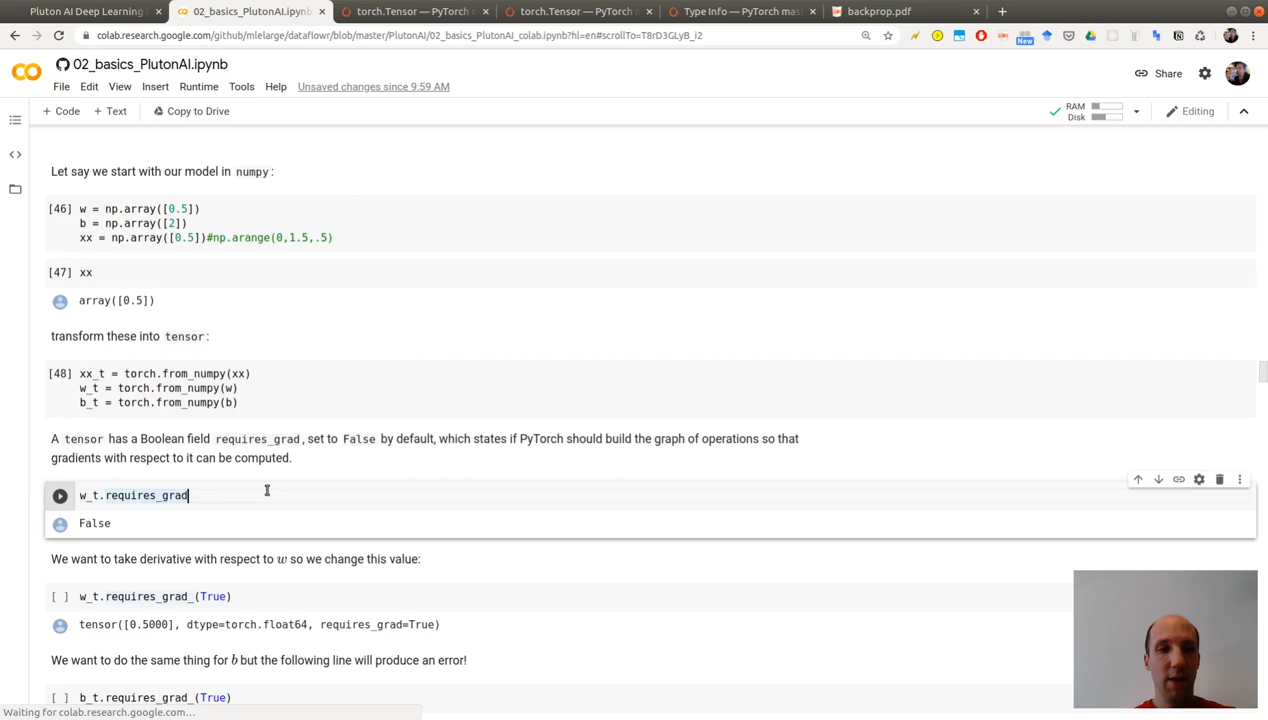 Pluton AI Deep Learning
02_basics_PlutonAI.ipynb
torch.Tensor — PyTorch
torch.Tensor — PyTorch
Type Info — PyTorch mas
backprop.pdf
colab.research.google.com/github/mlelarge/dataflowr/blob/master/PlutonAI/02_basics_PlutonAI_colab.ipynb?hl=en#scrollTo=T8rD3GLyB_i2
New
CO
02_basics_PlutonAI.ipynb
Share
File Edit View Insert Runtime Tools Help Unsaved changes since 9:59 AM
+ Code + Text Copy to Drive
RAM
Disk
Editing
Let say we start with our model in numpy:
[46] w = np.array([0.5])
b = np.array([2])
xx = np.array([0.5])#np.arange(0,1.5,.5)
[47] xx
array([0.5])
transform these into tensor:
[48] xx_t = torch.from_numpy(xx)
w_t = torch.from_numpy(w)
b_t = torch.from_numpy(b)
A tensor has a Boolean field requires_grad, set to False by default, which states if PyTorch should build the graph of operations so that
gradients with respect to it can be computed.
w_t.requires_grad
False
We want to take derivative with respect to w so we change this value:
[ ] w_t.requires_grad_(True)
tensor([0.5000], dtype=torch.float64, requires_grad=True)
We want to do the same thing for b but the following line will produce an error!
[ ] b_t.requires_grad_(True)
Waiting for colab.research.google.com...